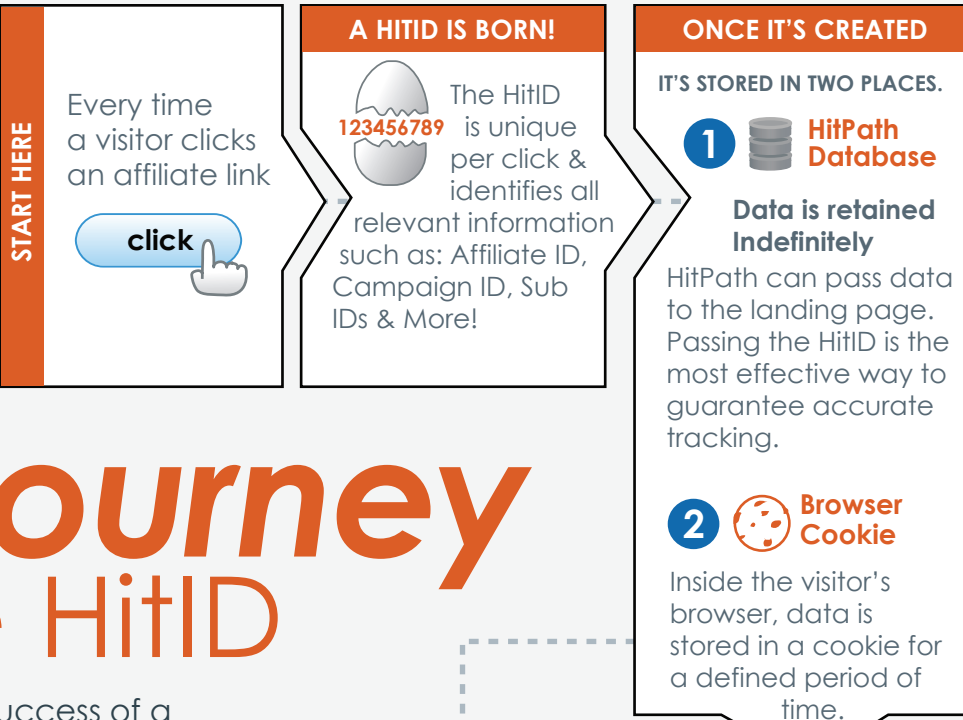 START HERE
Every time
a visitor clicks
an affiliate link
click
A HITID IS BORN!
123456789
The HitID
is unique
per click &
identifies all
relevant information
such as: Affiliate ID,
Campaign ID, Sub
IDs & More!
ONCE IT'S CREATED
IT'S STORED IN TWO PLACES.
1
HitPath
Database
Data is retained
Indefinitely
HitPath can pass data
to the landing page.
Passing the HitID is the
most effective way to
guarantee accurate
tracking.
2
Browser
Cookie
Inside the visitor's
browser, data is
stored in a cookie for
a defined period of
time.
ourney
HitID
uccess of a